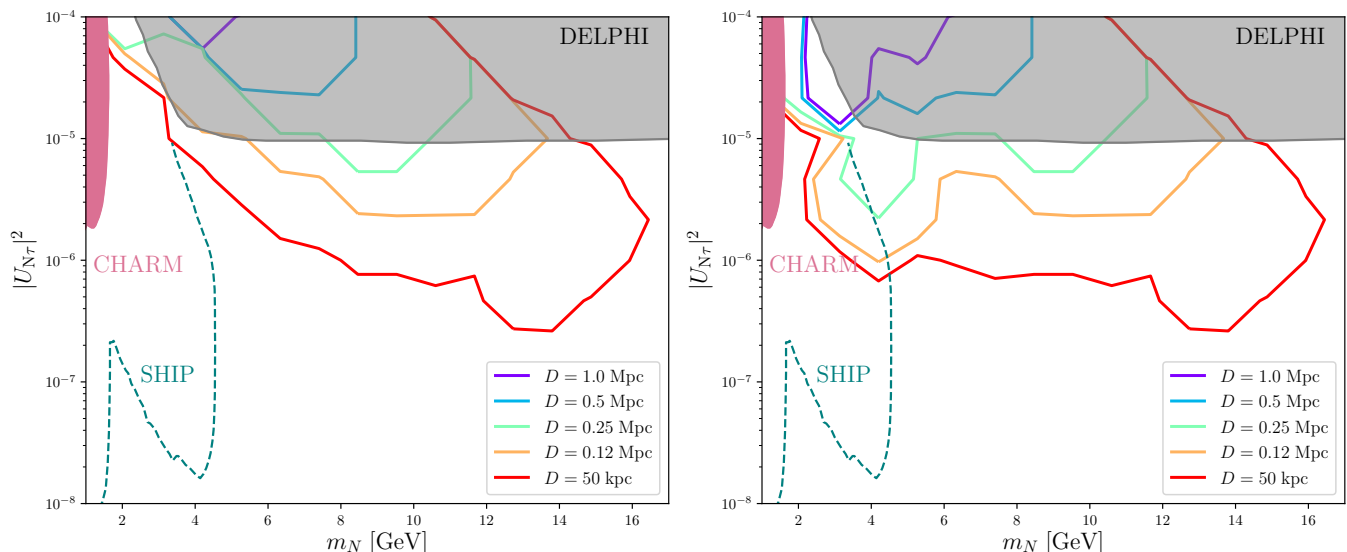 10⁻⁴
10⁻⁵
10⁻⁶
10⁻⁷
10⁻⁸
|U_{Nτ}|²
DELPHI
CHARM
SHIP
D = 1.0 Mpc
D = 0.5 Mpc
D = 0.25 Mpc
D = 0.12 Mpc
D = 50 kpc
2 4 6 8 10 12 14 16
m_N [GeV]
10⁻⁴
10⁻⁵
10⁻⁶
10⁻⁷
10⁻⁸
|U_{Nτ}|²
DELPHI
CHARM
SHIP
D = 1.0 Mpc
D = 0.5 Mpc
D = 0.25 Mpc
D = 0.12 Mpc
D = 50 kpc
2 4 6 8 10 12 14 16
m_N [GeV]